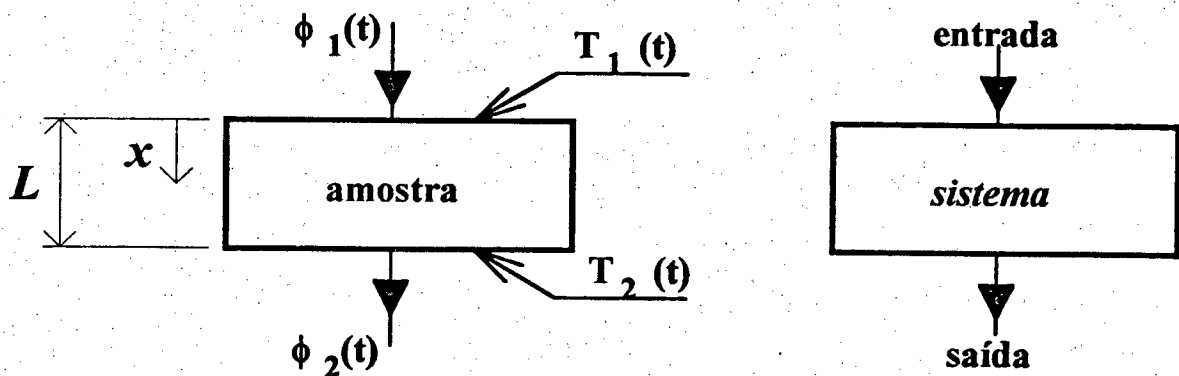 ϕ 1(t)
T 1 (t)
L
x
amostra
T 2 (t)
ϕ 2(t)
entrada
sistema
saída